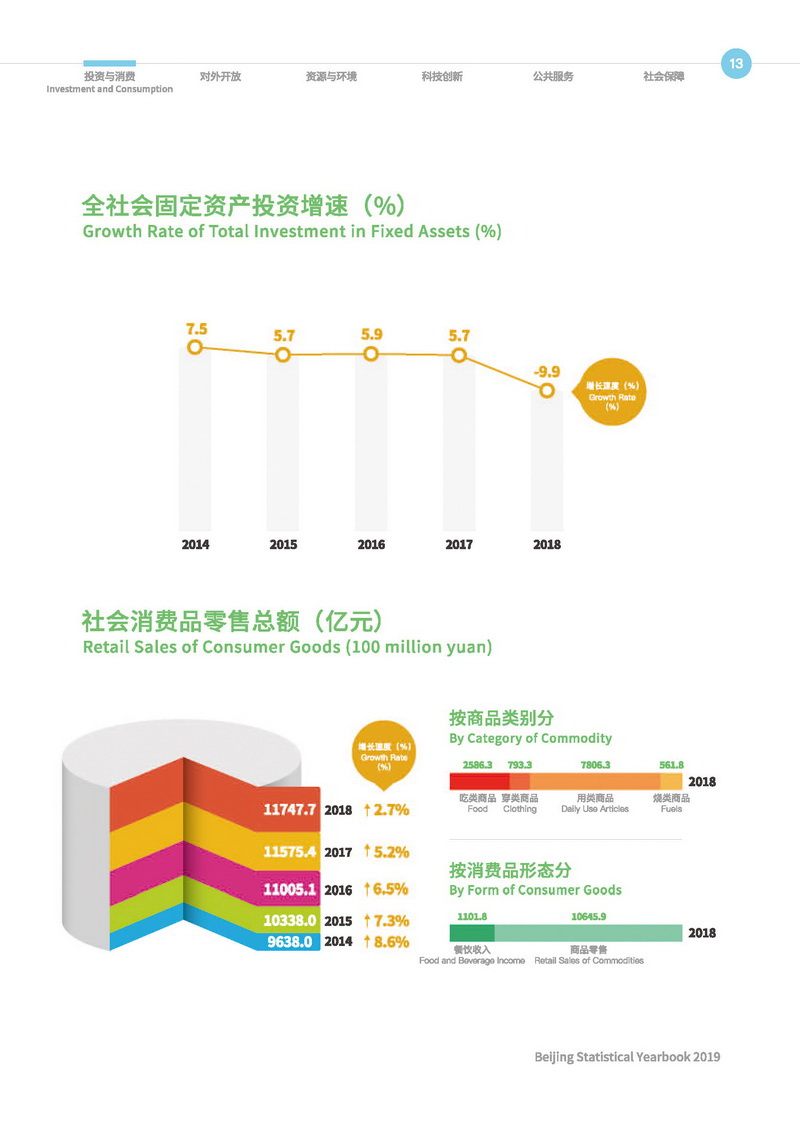 13
投资与消费 对外开放 资源与环境 科技创新 公共服务 社会保障
Investment and Consumption
全社会固定资产投资增速（%）
Growth Rate of Total Investment in Fixed Assets (%)
7.5
5.7
5.9
5.7
-9.9
增长速度（%）
Growth Rate
(%)
2014 2015 2016 2017 2018
社会消费品零售总额（亿元）
Retail Sales of Consumer Goods (100 million yuan)
增长速度（%）
Growth Rate
(%)
11747.7 2018 ↑2.7%
11575.4 2017 ↑5.2%
11005.1 2016 ↑6.5%
10338.0 2015 ↑7.3%
9638.0 2014 ↑8.6%
按商品类别分
By Category of Commodity
2586.3 793.3 7806.3 561.8
2018
吃类商品 穿类商品 用类商品 烧类商品
Food Clothing Daily Use Articles Fuels
按消费品形态分
By Form of Consumer Goods
1101.8 10645.9
2018
餐饮收入 商品零售
Food and Beverage Income Retail Sales of Commodities
Beijing Statistical Yearbook 2019